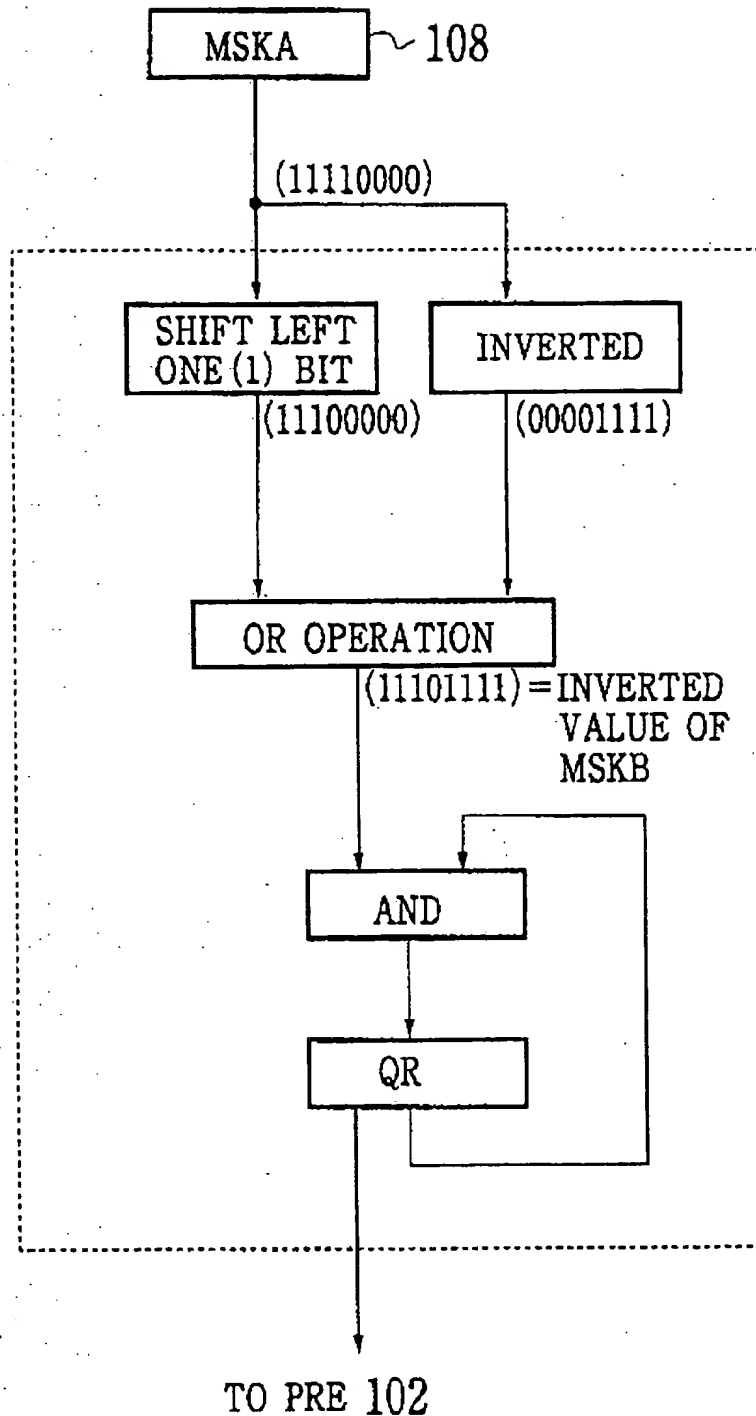 MSKA
108
(11110000)
SHIFT LEFT
ONE (1) BIT
INVERTED
(11100000)
(00001111)
OR OPERATION
(11101111) = INVERTED
VALUE OF
MSKB
AND
QR
TO PRE 102